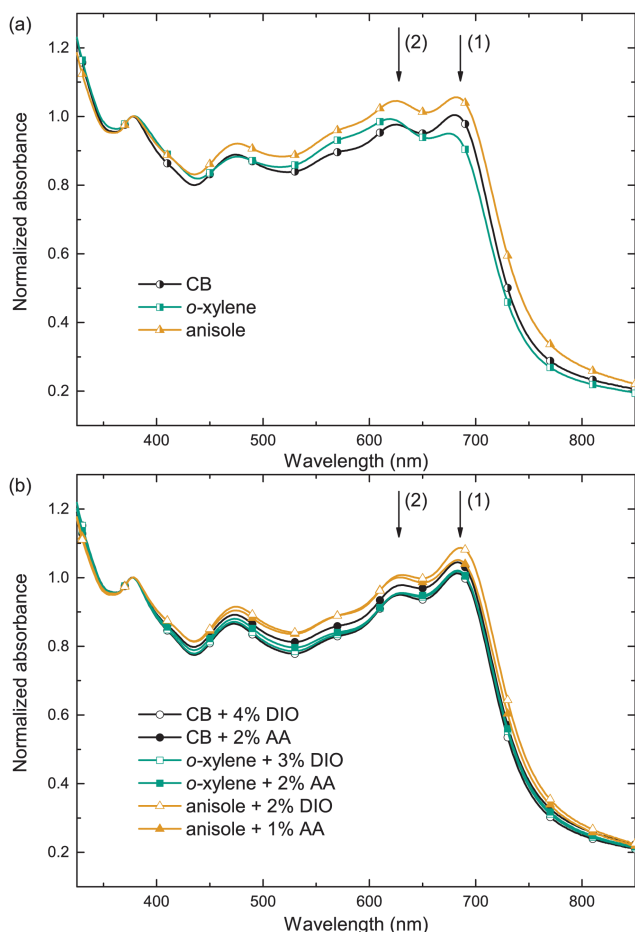 (a)
(2)
(1)
1.2
1.0
0.8
0.6
0.4
0.2
Normalized absorbance
CB
o-xylene
anisole
400
500
600
700
800
Wavelength (nm)
(b)
(2)
(1)
1.2
1.0
0.8
0.6
0.4
0.2
Normalized absorbance
CB + 4% DIO
CB + 2% AA
o-xylene + 3% DIO
o-xylene + 2% AA
anisole + 2% DIO
anisole + 1% AA
400
500
600
700
800
Wavelength (nm)